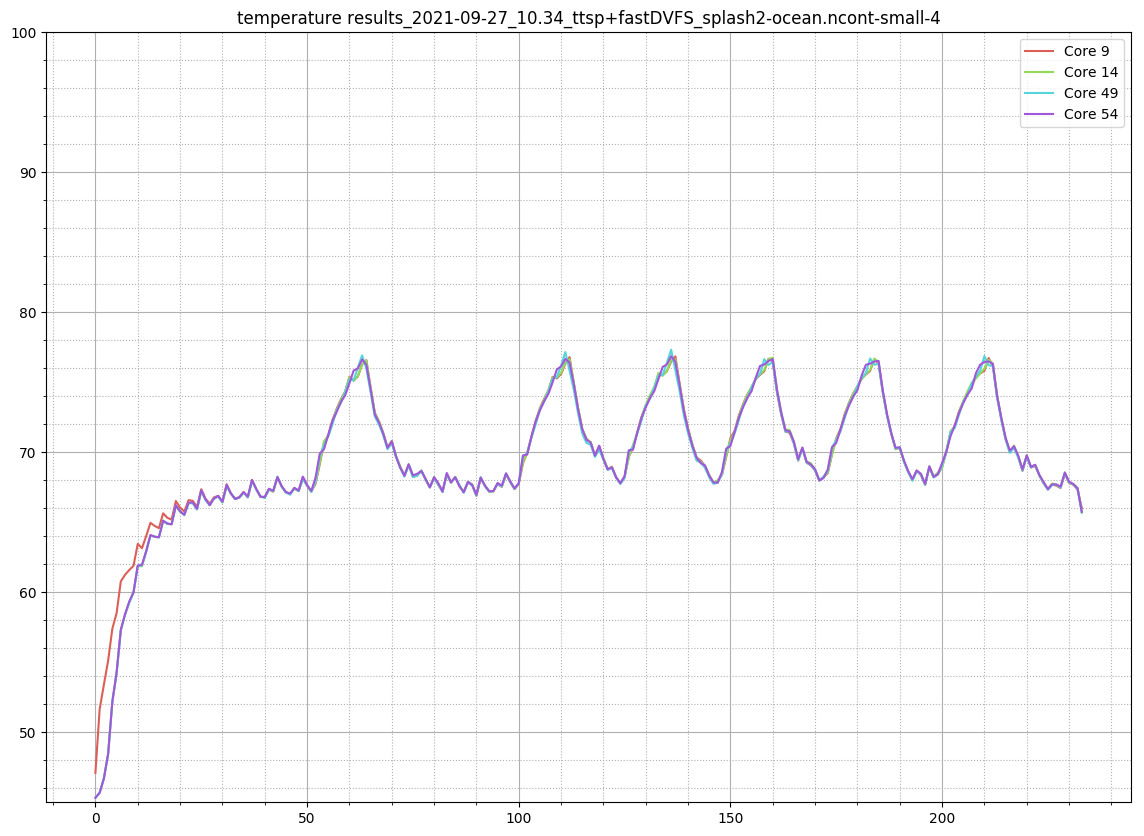 temperature results_2021-09-27_10.34_ttsp+fastDVFS_splash2-ocean.ncont-small-4
100
90
80
70
60
50
0
50
100
150
200
Core 9
Core 14
Core 49
Core 54